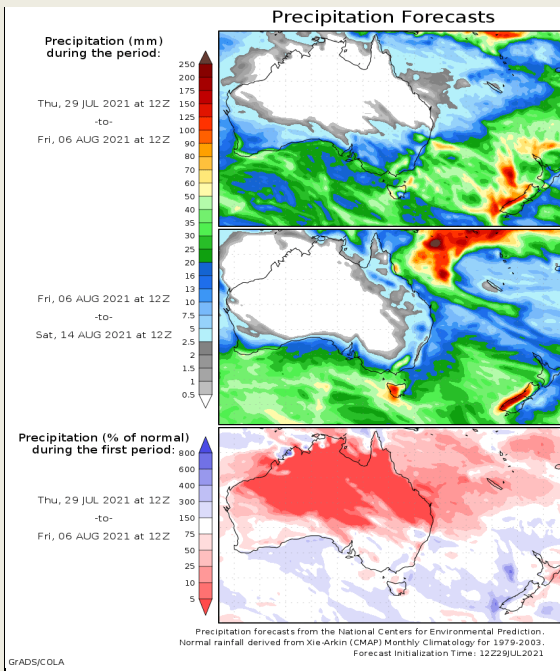 Precipitation Forecasts
Precipitation (mm)
during the period:
Thu, 29 JUL 2021 at 12Z
-to-
Fri, 06 AUG 2021 at 12Z
250
200
175
150
125
100
90
80
70
60
50
40
35
30
25
20
16
13
10
7.5
5
2.5
2
1.5
1
0.5
Fri, 06 AUG 2021 at 12Z
-to-
Sat, 14 AUG 2021 at 12Z
Precipitation (% of normal)
during the first period:
Thu, 29 JUL 2021 at 12Z
-to-
Fri, 06 AUG 2021 at 12Z
800
600
400
300
150
75
50
25
10
5
Precipitation forecasts from the National Centers for Environmental Prediction.
Normal rainfall derived from Xie-Arkin (CMAP) Monthly Climatology for 1979-2003.
Forecast Initialization Time: 12Z29JUL2021
GrADS/COLA